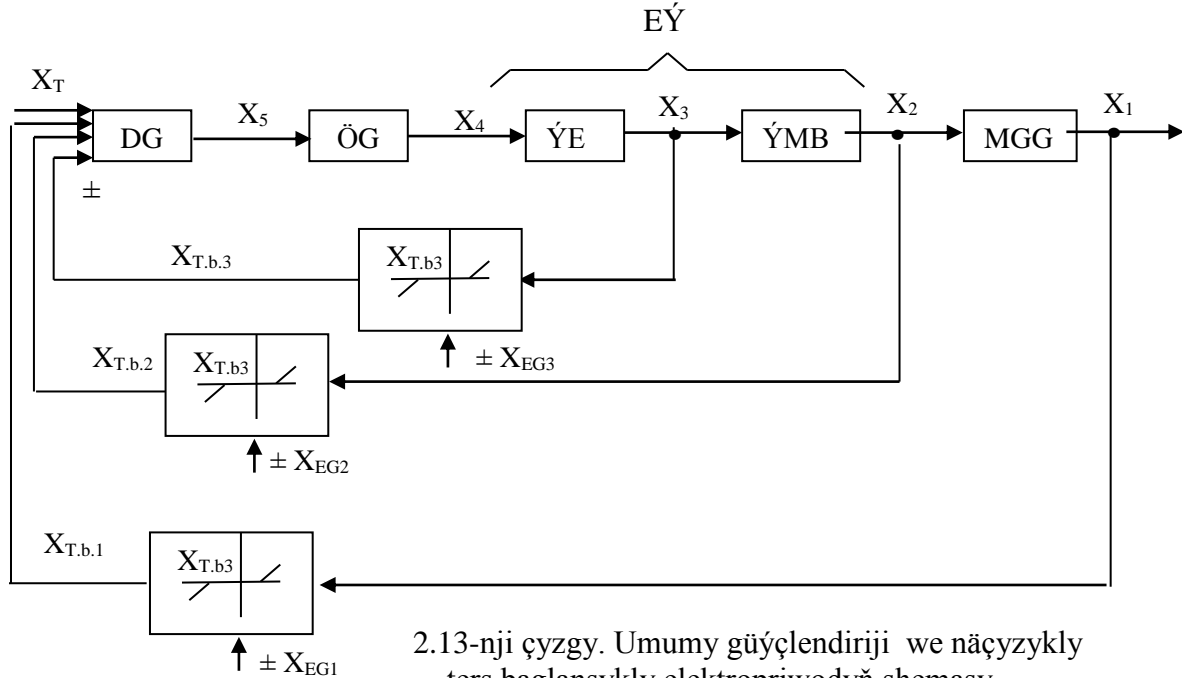 EÝ
X_T
DG
X_5
ÖG
X_4
ÝE
X_3
ÝMB
X_2
MGG
X_1
±
X_T.b.3
X_T.b3
± X_EG3
X_T.b.2
X_T.b3
± X_EG2
X_T.b.1
X_T.b3
± X_EG1
2.13-nji çyzgy. Umumy güýçlendiriji we näçyzykly
ters baglansykly elektropriwodyň shemasy